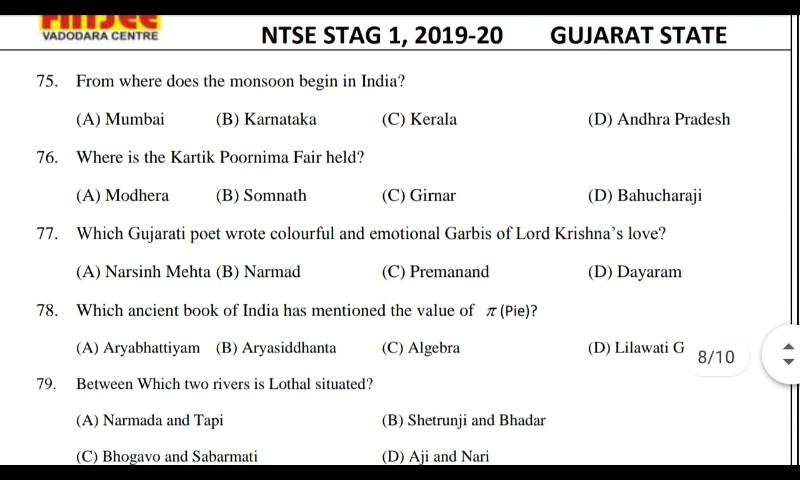 FIITJEE
VADODARA CENTRE
NTSE STAG 1, 2019-20 GUJARAT STATE
75. From where does the monsoon begin in India?
(A) Mumbai (B) Karnataka (C) Kerala (D) Andhra Pradesh
76. Where is the Kartik Poornima Fair held?
(A) Modhera (B) Somnath (C) Girnar (D) Bahucharaji
77. Which Gujarati poet wrote colourful and emotional Garbis of Lord Krishna's love?
(A) Narsinh Mehta (B) Narmad (C) Premanand (D) Dayaram
78. Which ancient book of India has mentioned the value of π (Pie)?
(A) Aryabhattiyam (B) Aryasiddhanta (C) Algebra (D) Lilawati G
8/10
79. Between Which two rivers is Lothal situated?
(A) Narmada and Tapi (B) Shetrunji and Bhadar
(C) Bhogavo and Sabarmati (D) Aji and Nari